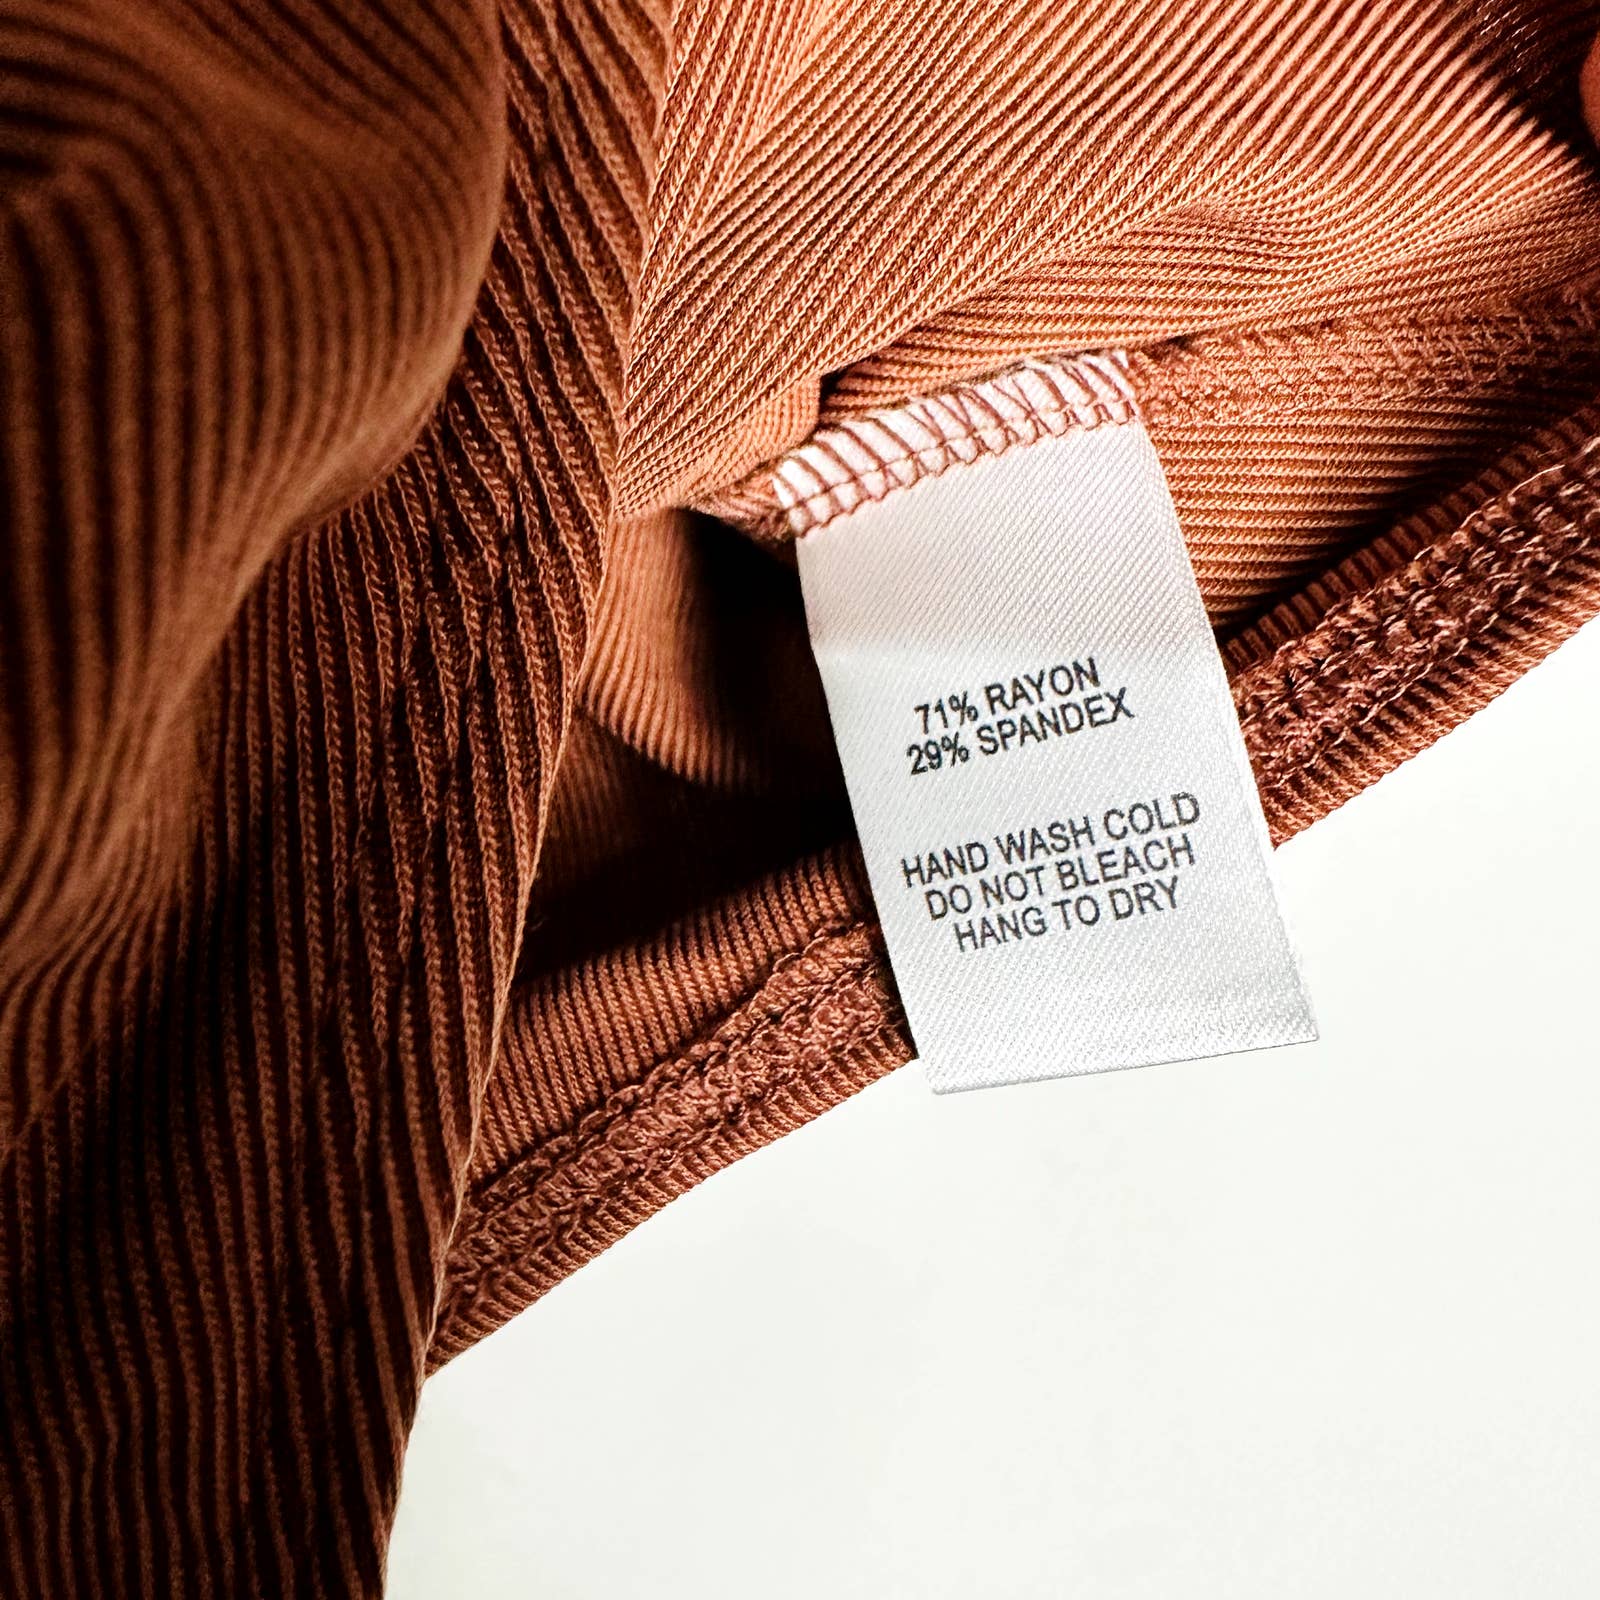 71% RAYON
29% SPANDEX
HAND WASH COLD
DO NOT BLEACH
HANG TO DRY